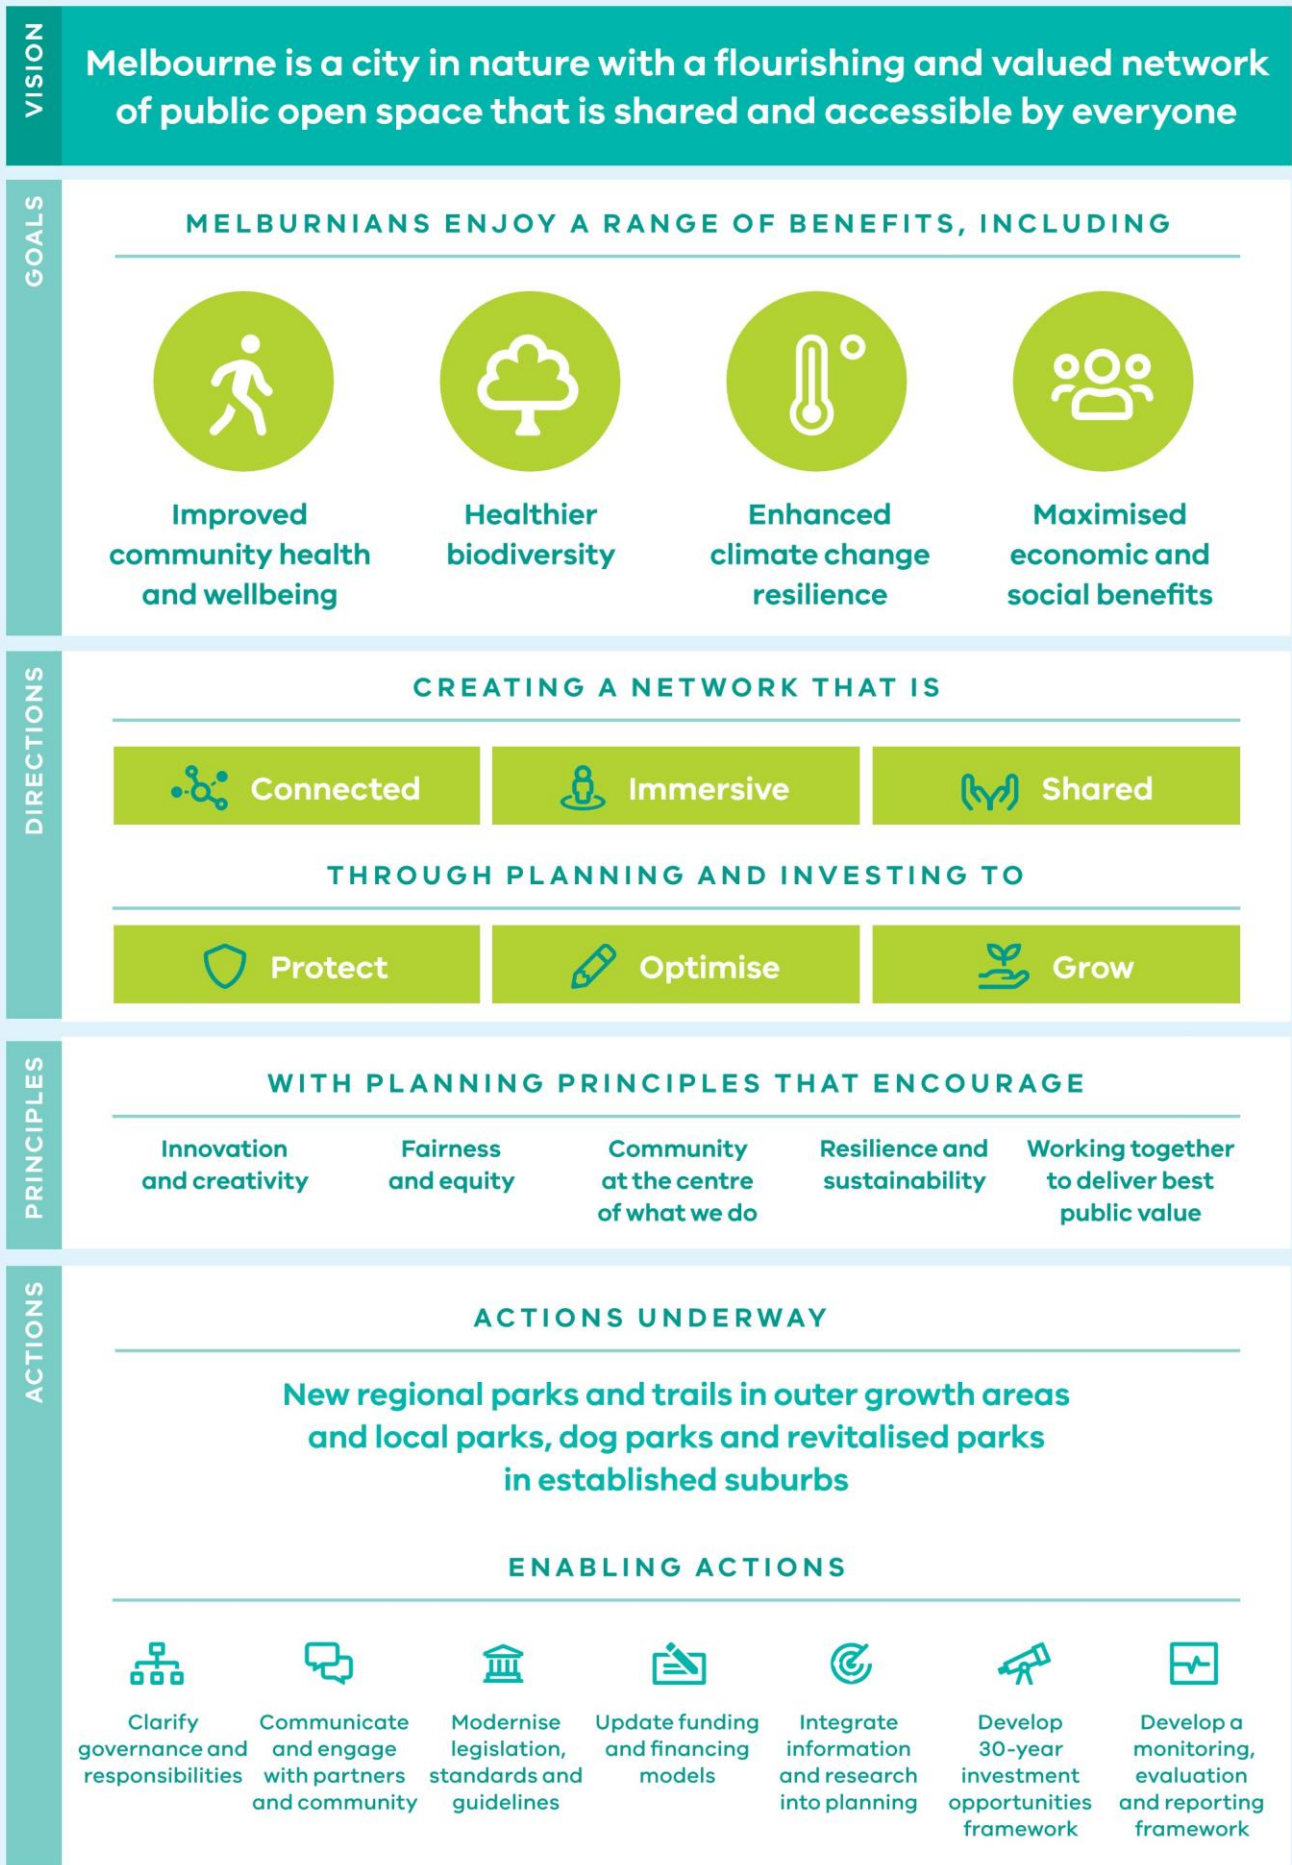 VISION
Melbourne is a city in nature with a flourishing and valued network
of public open space that is shared and accessible by everyone
GOALS
MELBURNIANS ENJOY A RANGE OF BENEFITS, INCLUDING
Improved
community health
and wellbeing
Healthier
biodiversity
Enhanced
climate change
resilience
Maximised
economic and
social benefits
DIRECTIONS
CREATING A NETWORK THAT IS
Connected
Immersive
Shared
THROUGH PLANNING AND INVESTING TO
Protect
Optimise
Grow
PRINCIPLES
WITH PLANNING PRINCIPLES THAT ENCOURAGE
Innovation
and creativity
Fairness
and equity
Community
at the centre
of what we do
Resilience and
sustainability
Working together
to deliver best
public value
ACTIONS
ACTIONS UNDERWAY
New regional parks and trails in outer growth areas
and local parks, dog parks and revitalised parks
in established suburbs
ENABLING ACTIONS
Clarify
governance and
responsibilities
Communicate
and engage
with partners
and community
Modernise
legislation,
standards and
guidelines
Update funding
and financing
models
Integrate
information
and research
into planning
Develop
30-year
investment
opportunities
framework
Develop a
monitoring,
evaluation
and reporting
framework